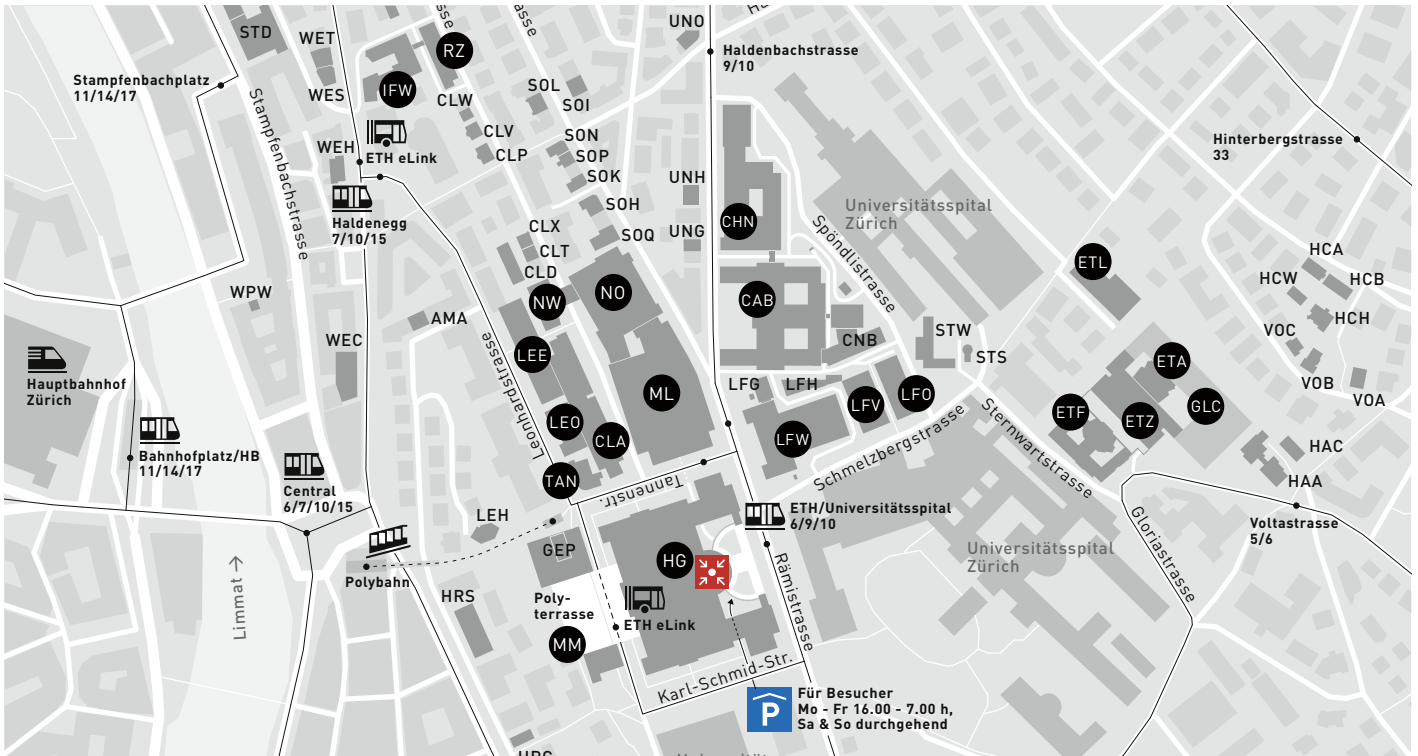 UNO
STD
WET
RZ
Haldenbachstrasse
9/10
Stampfenbachplatz
11/14/17
WES
IFW
CLW
SOL
SOI
Stampfenbachstrasse
CLV
SON
Hinterbergstrasse
33
WEH
ETH eLink
CLP
SOP
SOK
UNH
Haldenegg
7/10/15
SOH
CHN
Universitätsspital
Zürich
Spöndlistrasse
CLX
SOQ
UNG
CLT
HCA
CLD
ETL
HCW
HCB
WPW
NW
NO
CAB
AMA
HCH
WEC
CNB
STW
VOC
LEE
STS
ETA
Hauptbahnhof
Zürich
Leonhardstrasse
LFG
LFH
VOB
ML
LFO
VOA
LFV
ETF
GLC
LEO
CLA
LFW
ETZ
Sternwartstrasse
HAC
Bahnhofplatz/HB
11/14/17
Schmelzbergstrasse
TAN
Tannenstr.
HAA
Central
6/7/10/15
LEH
ETH/Universitätsspital
6/9/10
Voltastrasse
5/6
GEP
Universitätsspital
Zürich
Gloriastrasse
HG
Polybahn
Limmat →
HRS
Poly-
terrasse
Rämistrasse
ETH eLink
MM
Karl-Schmid-Str.
P
Für Besucher
Mo - Fr 16.00 - 7.00 h,
Sa & So durchgehend